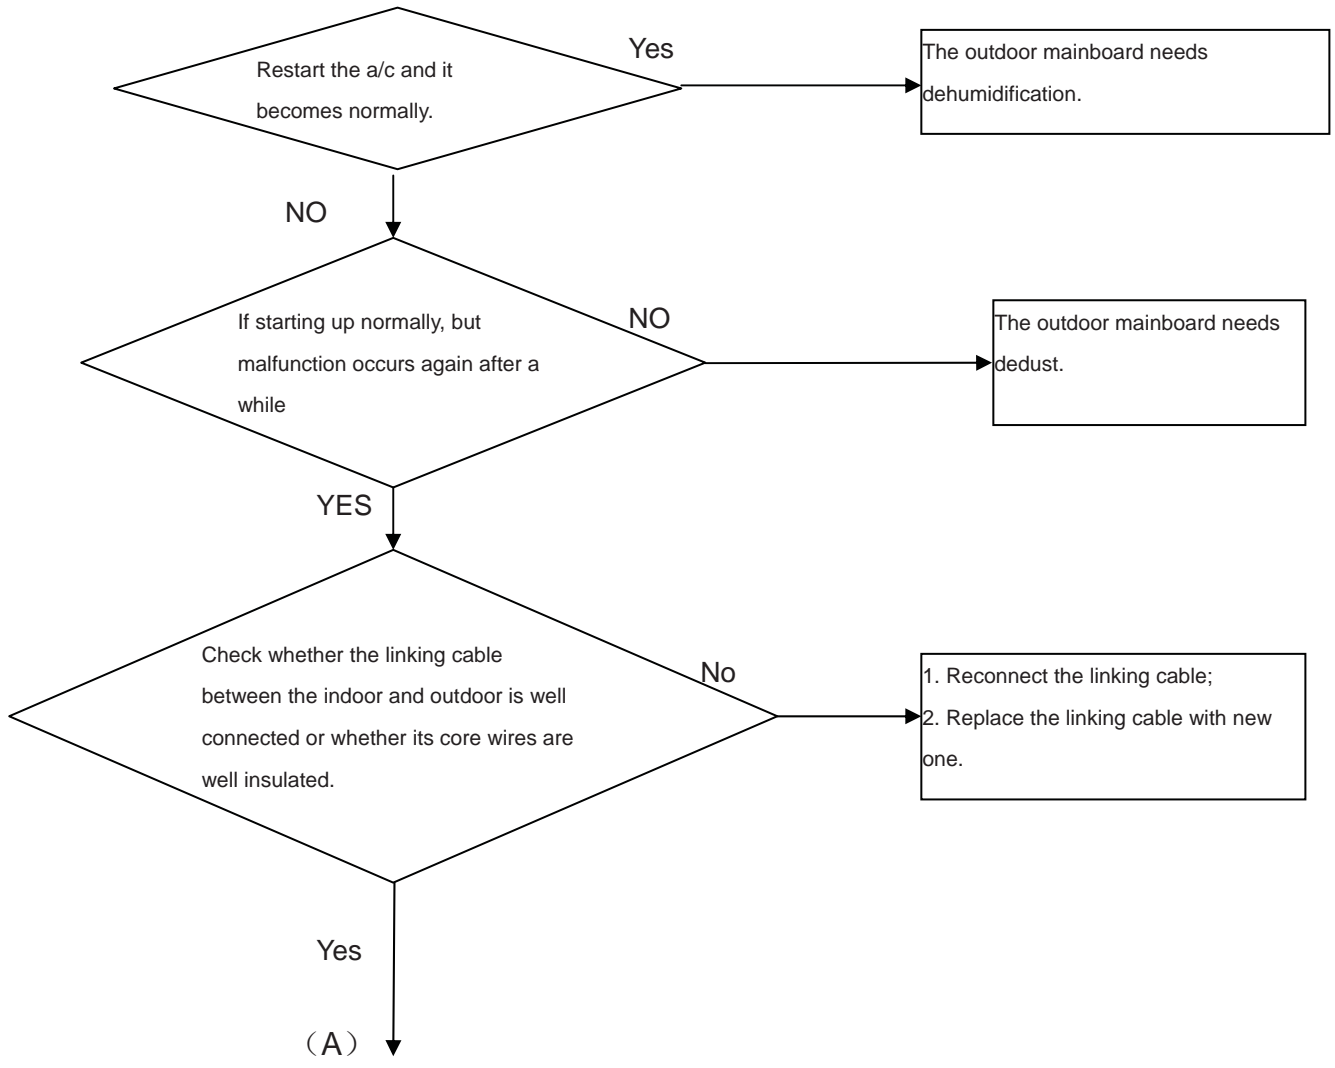 Restart the a/c and it
becomes normally.
Yes
The outdoor mainboard needs
dehumidification.
NO
If starting up normally, but
malfunction occurs again after a
while
NO
The outdoor mainboard needs
dedust.
YES
Check whether the linking cable
between the indoor and outdoor is well
connected or whether its core wires are
well insulated.
No
1. Reconnect the linking cable;
2. Replace the linking cable with new
one.
Yes
（A）